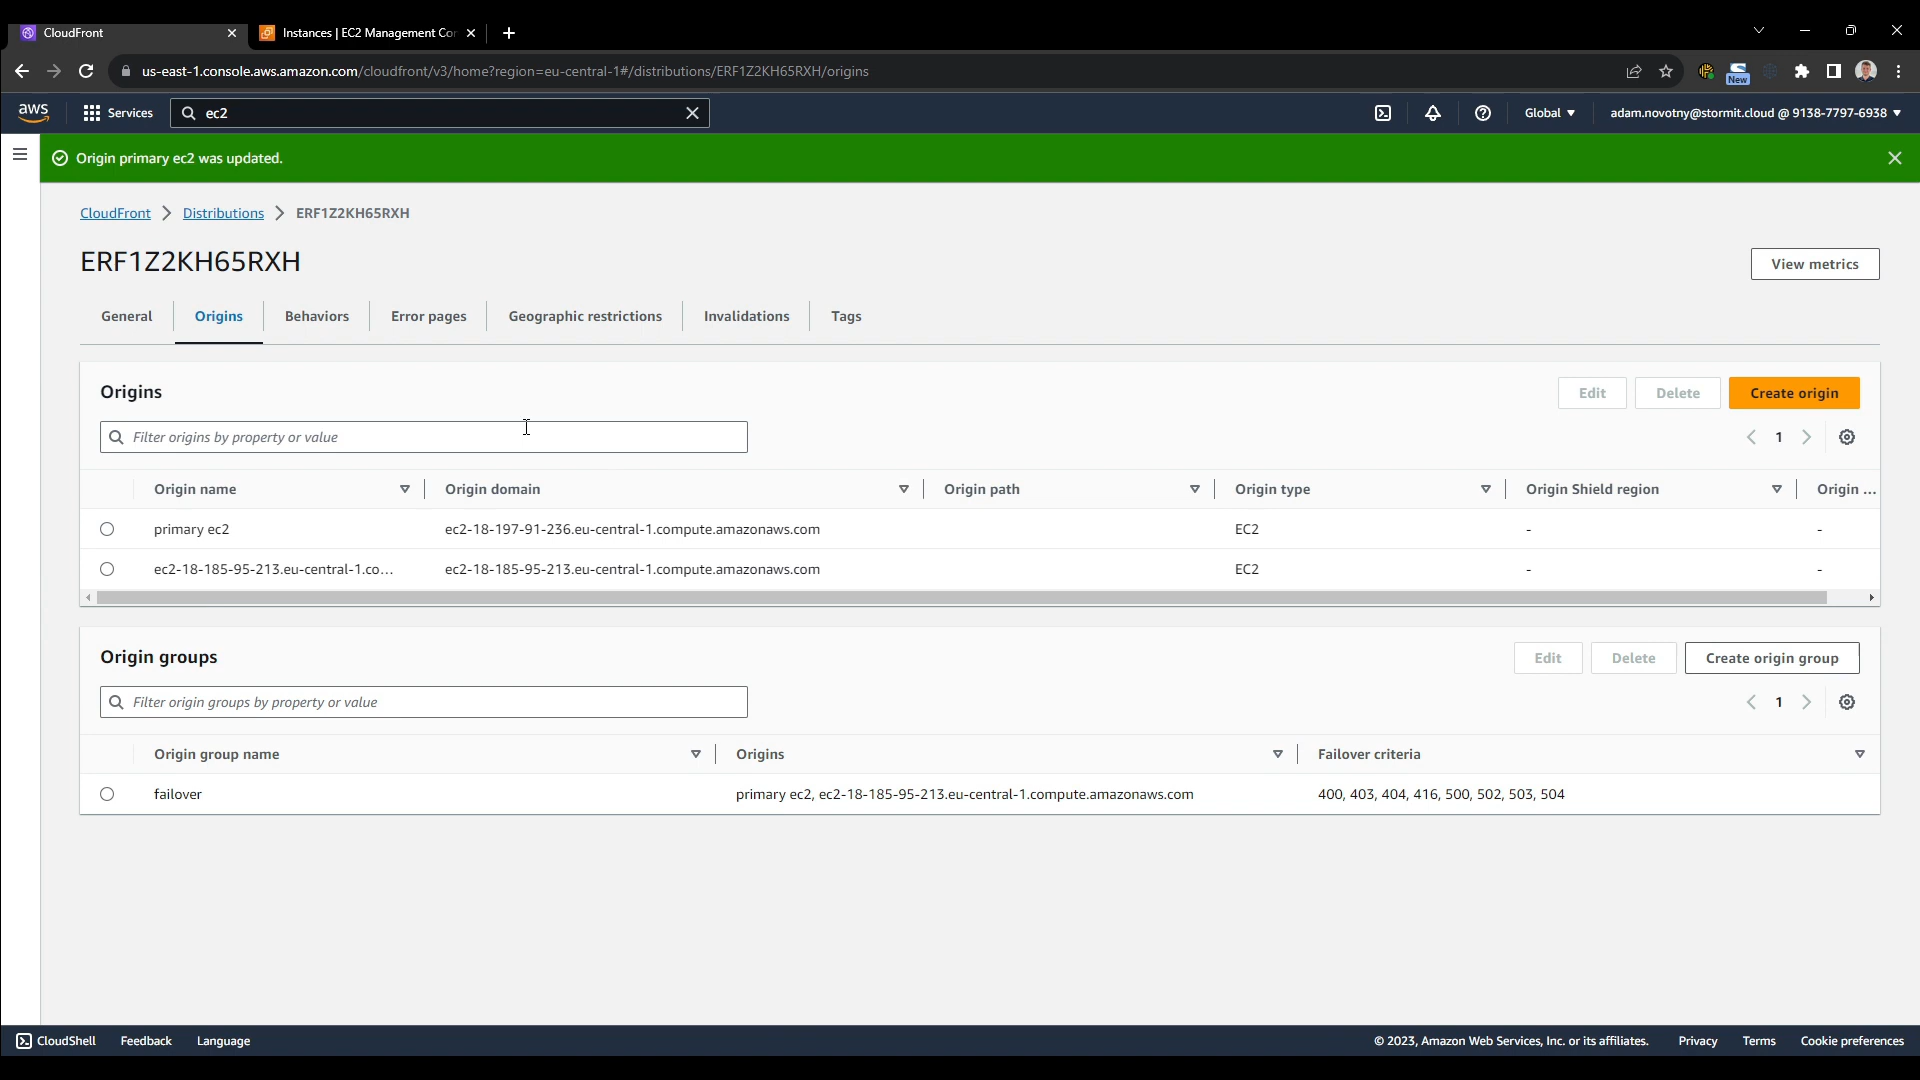 CloudFront
Instances | EC2 Management Cor
us-east-1.console.aws.amazon.com/cloudfront/v3/home?region=eu-central-1#/distributions/ERF1Z2KH65RXH/origins
New
aws Services ec2 Global adam.novotny@stormit.cloud @ 9138-7797-6938
Origin primary ec2 was updated.
CloudFront Distributions ERF1Z2KH65RXH
ERF1Z2KH65RXH
View metrics
General Origins Behaviors Error pages Geographic restrictions Invalidations Tags
Origins
Edit Delete Create origin
Filter origins by property or value
1
Origin name Origin domain Origin path Origin type Origin Shield region Origin ...
primary ec2 ec2-18-197-91-236.eu-central-1.compute.amazonaws.com EC2 - -
ec2-18-185-95-213.eu-central-1.co... ec2-18-185-95-213.eu-central-1.compute.amazonaws.com EC2 - -
Origin groups
Edit Delete Create origin group
Filter origin groups by property or value
1
Origin group name Origins Failover criteria
failover primary ec2, ec2-18-185-95-213.eu-central-1.compute.amazonaws.com 400, 403, 404, 416, 500, 502, 503, 504
CloudShell Feedback Language © 2023, Amazon Web Services, Inc. or its affiliates. Privacy Terms Cookie preferences